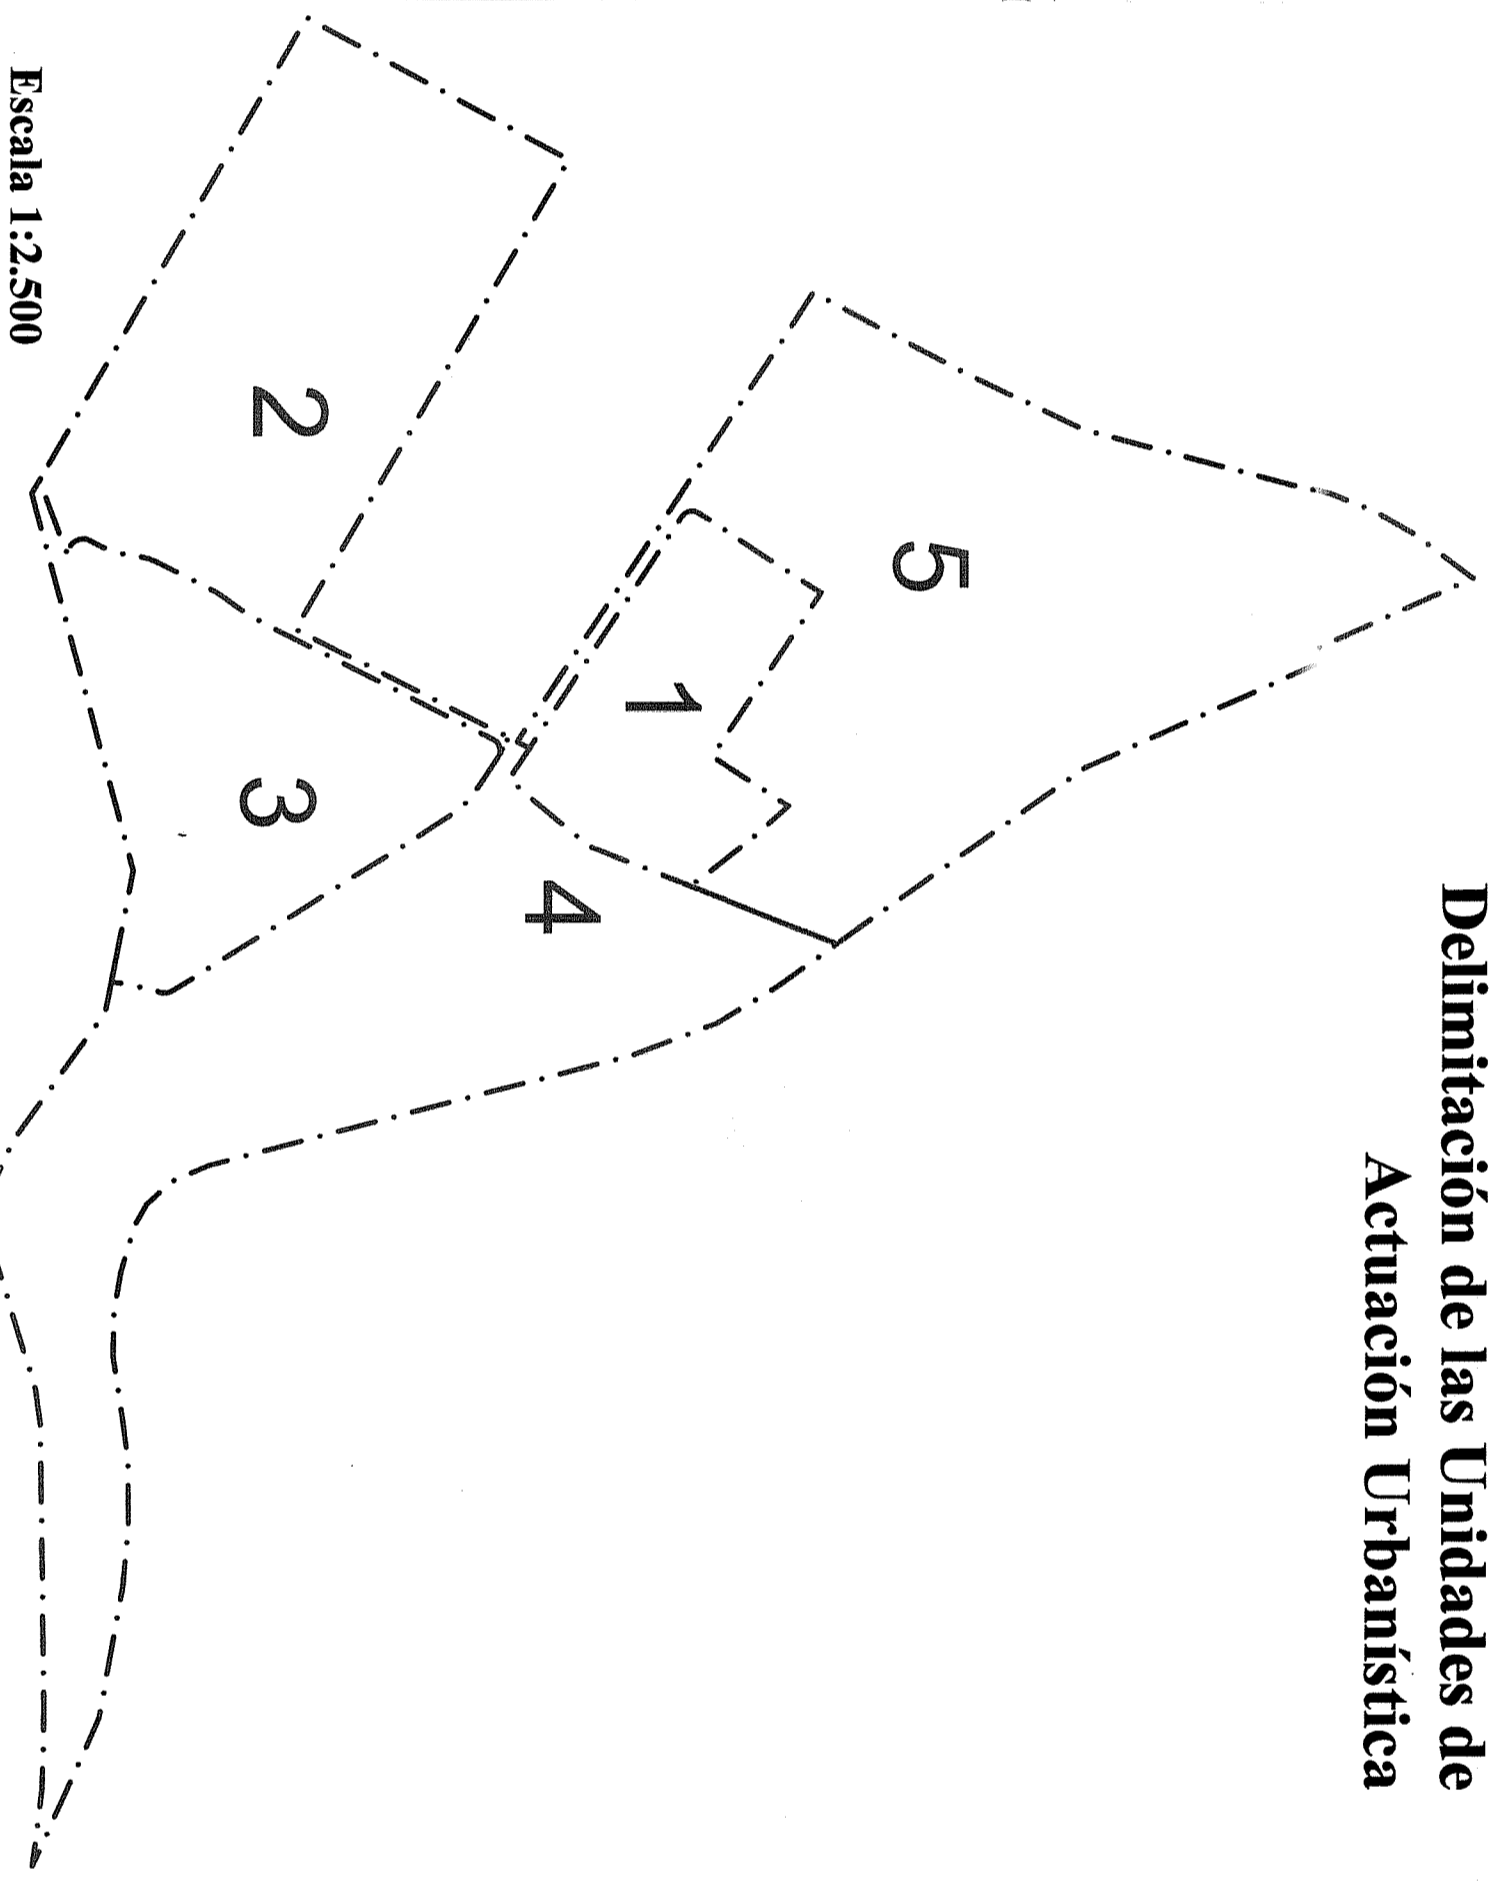 Delimitación de las Unidades de
Actuación Urbanística
5
1
4
2
3
Escala 1:2.500